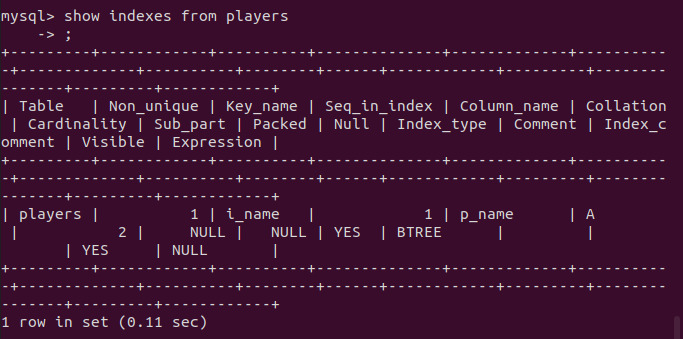 mysql> show indexes from players
    -> ;
+---------+------------+----------+--------------+-------------+----------
-+-------------+----------+--------+------+------------+---------+--------
-------+---------+------------+
| Table   | Non_unique | Key_name | Seq_in_index | Column_name | Collation
 | Cardinality | Sub_part | Packed | Null | Index_type | Comment | Index_c
omment | Visible | Expression |
+---------+------------+----------+--------------+-------------+----------
-+-------------+----------+--------+------+------------+---------+--------
-------+---------+------------+
| players |          1 | i_name   |            1 | p_name      | A
 |           2 |     NULL |   NULL | YES  | BTREE      |         |
       | YES     | NULL       |
+---------+------------+----------+--------------+-------------+----------
-+-------------+----------+--------+------+------------+---------+--------
-------+---------+------------+
1 row in set (0.11 sec)